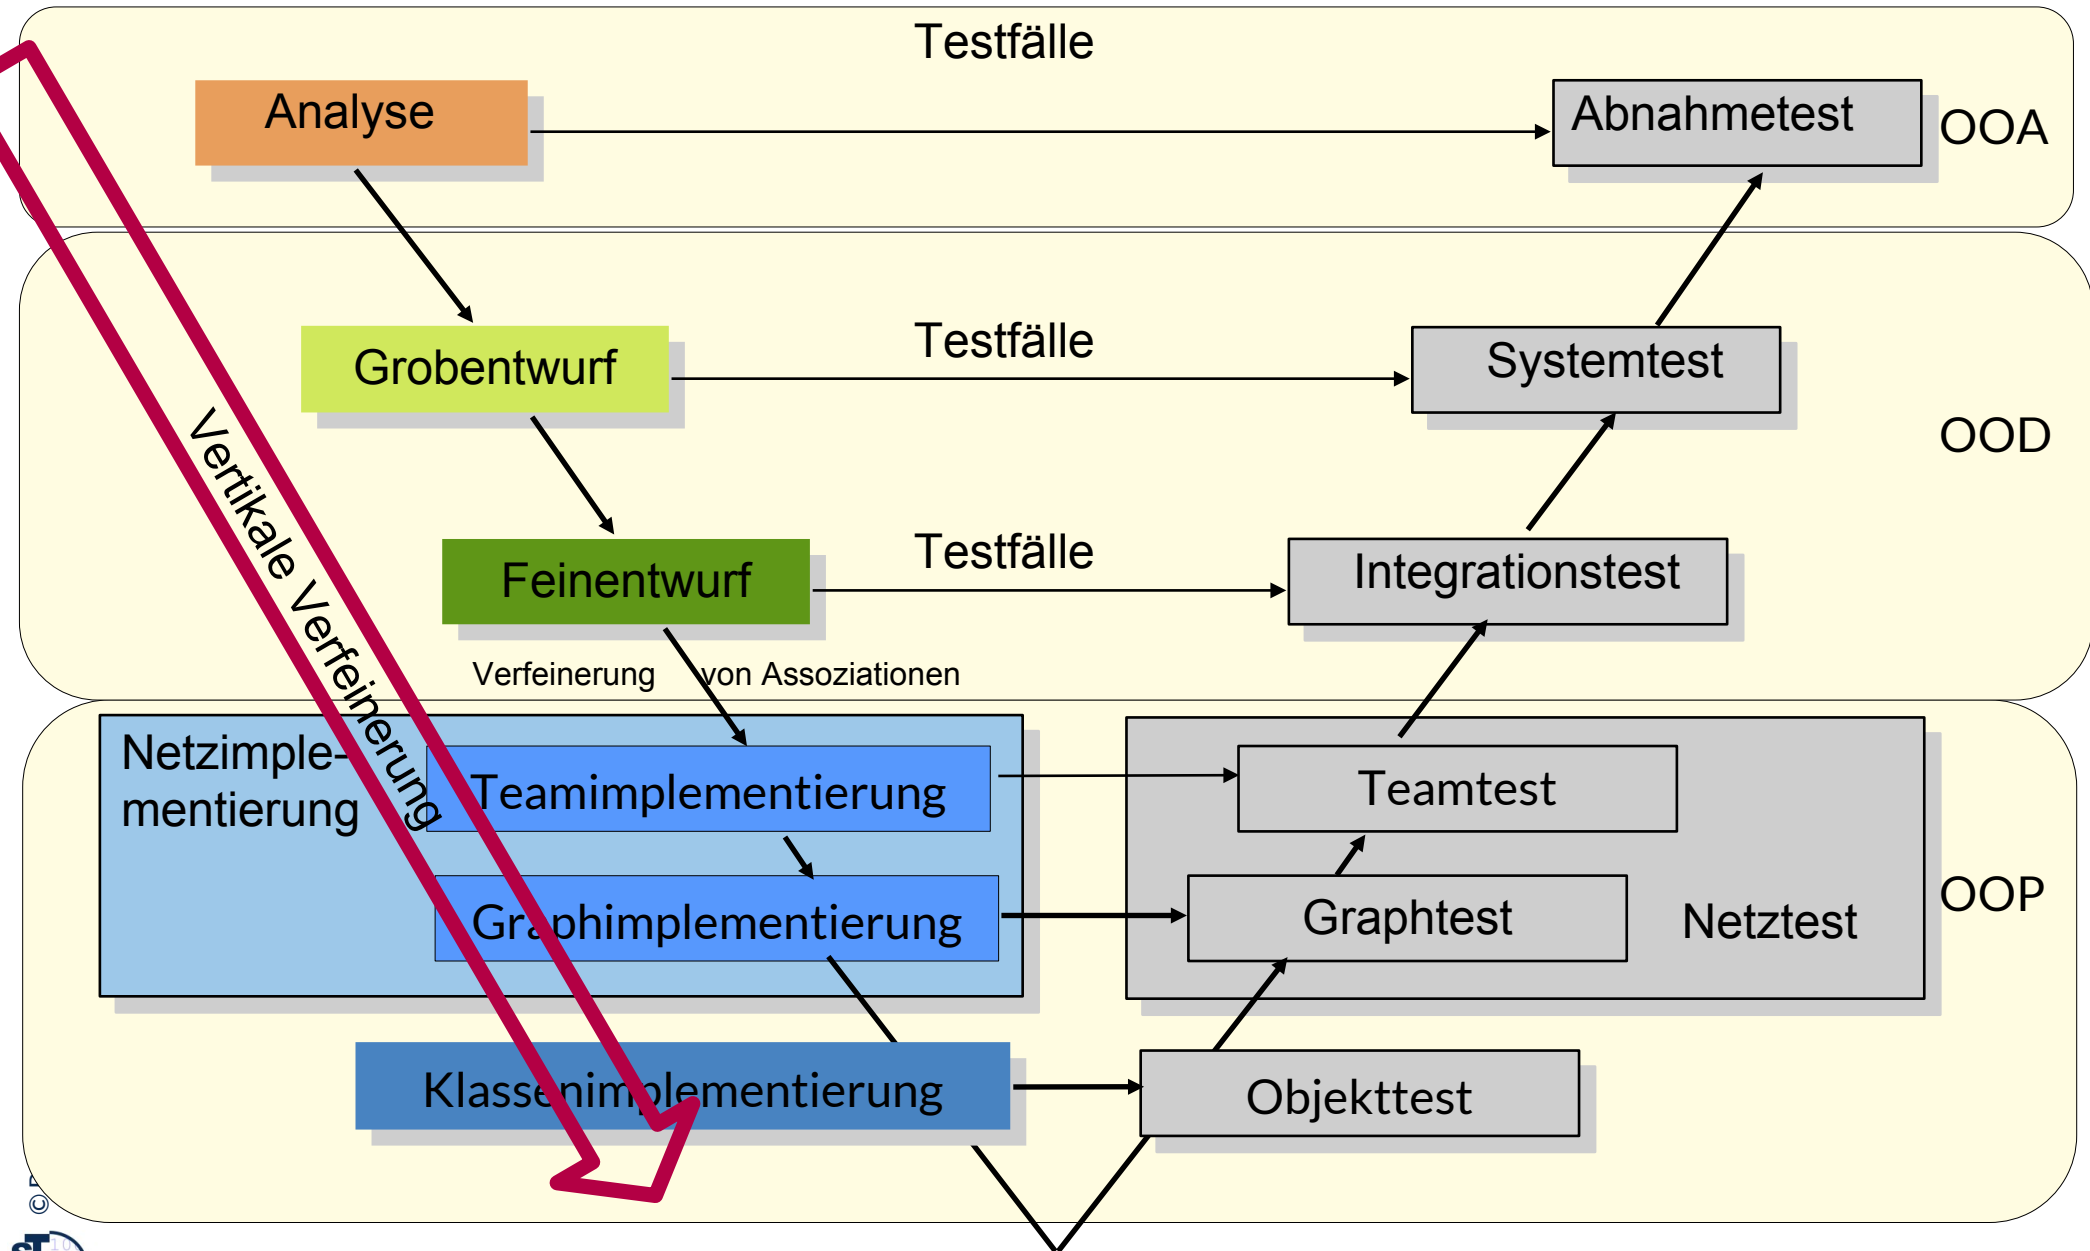 Testfälle
Analyse
Abnahmetest
OOA
Testfälle
Grobentwurf
Systemtest
OOD
Testfälle
Feinentwurf
Integrationstest
Verfeinerung von Assoziationen
Vertikale Verfeinerung
Netzimple-
mentierung
Teamimplementierung
Teamtest
Graphimplementierung
Graphtest
Netztest
OOP
Klassenimplementierung
Objekttest
©
ST